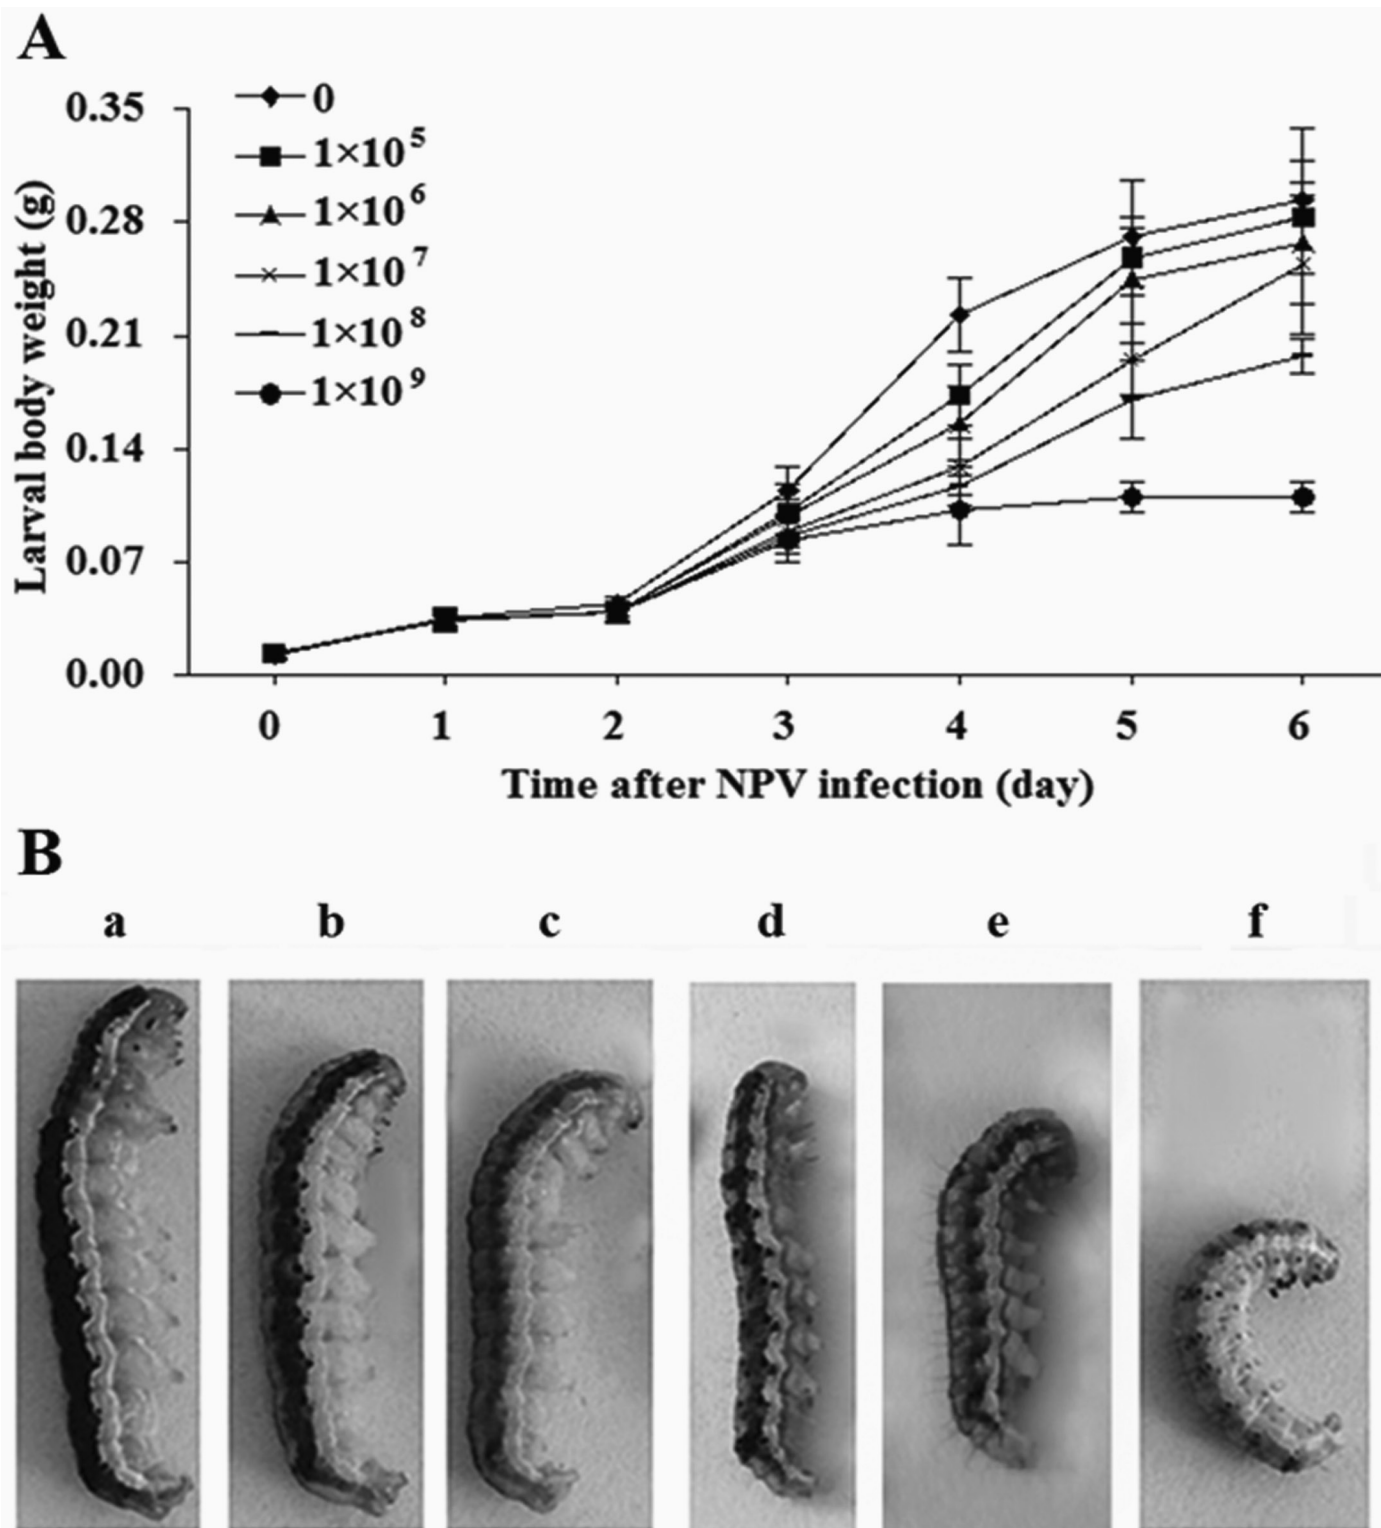 A
0
1×10⁵
1×10⁶
1×10⁷
1×10⁸
1×10⁹
0.35
0.28
0.21
0.14
0.07
0.00
Larval body weight (g)
0 1 2 3 4 5 6
Time after NPV infection (day)
B
a b c d e f